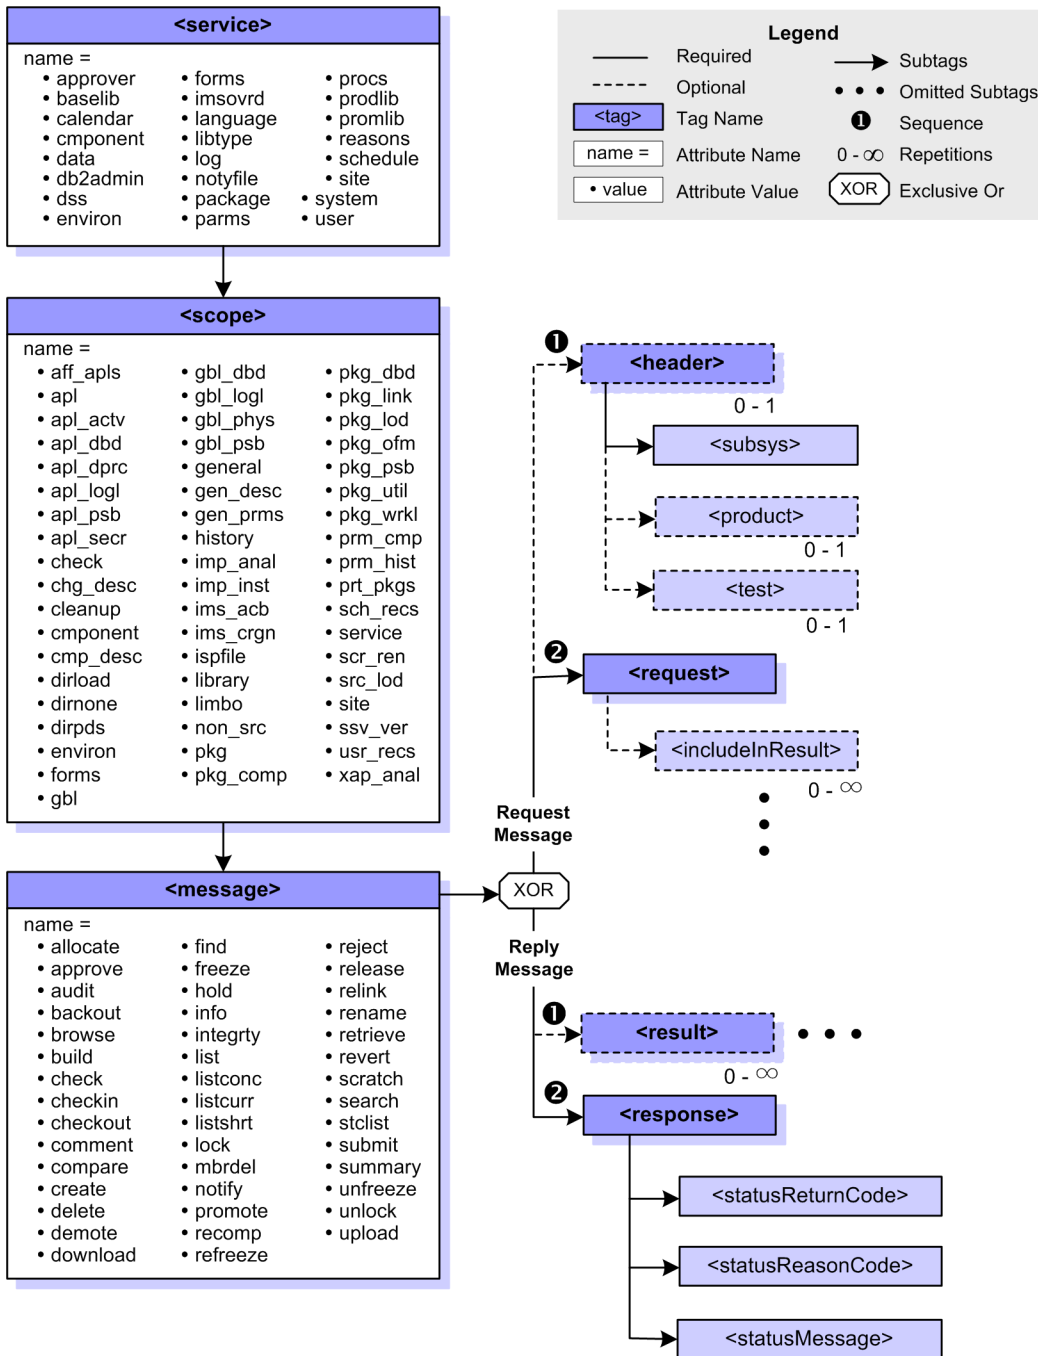 <service>
name =
• approver
• baselib
• calendar
• cmponent
• data
• db2admin
• dss
• environ
• forms
• imsovrd
• language
• libtype
• log
• notyfile
• package
• parms
• procs
• prodlib
• promlib
• reasons
• schedule
• site
• system
• user
Legend
Required
Optional
<tag> Tag Name
name = Attribute Name
• value Attribute Value
Subtags
• • • Omitted Subtags
❶ Sequence
0 - ∞ Repetitions
XOR Exclusive Or
<scope>
name =
• aff_apls
• apl
• apl_actv
• apl_dbd
• apl_dprc
• apl_logl
• apl_psb
• apl_secr
• check
• chg_desc
• cleanup
• cmponent
• cmp_desc
• dirload
• dirnone
• dirpds
• environ
• forms
• gbl
• gbl_dbd
• gbl_logl
• gbl_phys
• gbl_psb
• general
• gen_desc
• gen_prms
• history
• imp_anal
• imp_inst
• ims_acb
• ims_crgn
• ispfile
• library
• limbo
• non_src
• pkg
• pkg_comp
• pkg_dbd
• pkg_link
• pkg_lod
• pkg_ofm
• pkg_psb
• pkg_util
• pkg_wrkl
• prm_cmp
• prm_hist
• prt_pkgs
• sch_recs
• service
• scr_ren
• src_lod
• site
• ssv_ver
• usr_recs
• xap_anal
<message>
name =
• allocate
• approve
• audit
• backout
• browse
• build
• check
• checkin
• checkout
• comment
• compare
• create
• delete
• demote
• download
• find
• freeze
• hold
• info
• integrty
• list
• listconc
• listcurr
• listshrt
• lock
• mbrdel
• notify
• promote
• recomp
• refreeze
• reject
• release
• relink
• rename
• retrieve
• revert
• scratch
• search
• stclist
• submit
• summary
• unfreeze
• unlock
• upload
XOR
Request
Message
❶
<header>
0 - 1
<subsys>
<product>
0 - 1
<test>
0 - 1
❷
<request>
<includeInResult>
0 - ∞
Reply
Message
❶
<result>
0 - ∞
❷
<response>
<statusReturnCode>
<statusReasonCode>
<statusMessage>